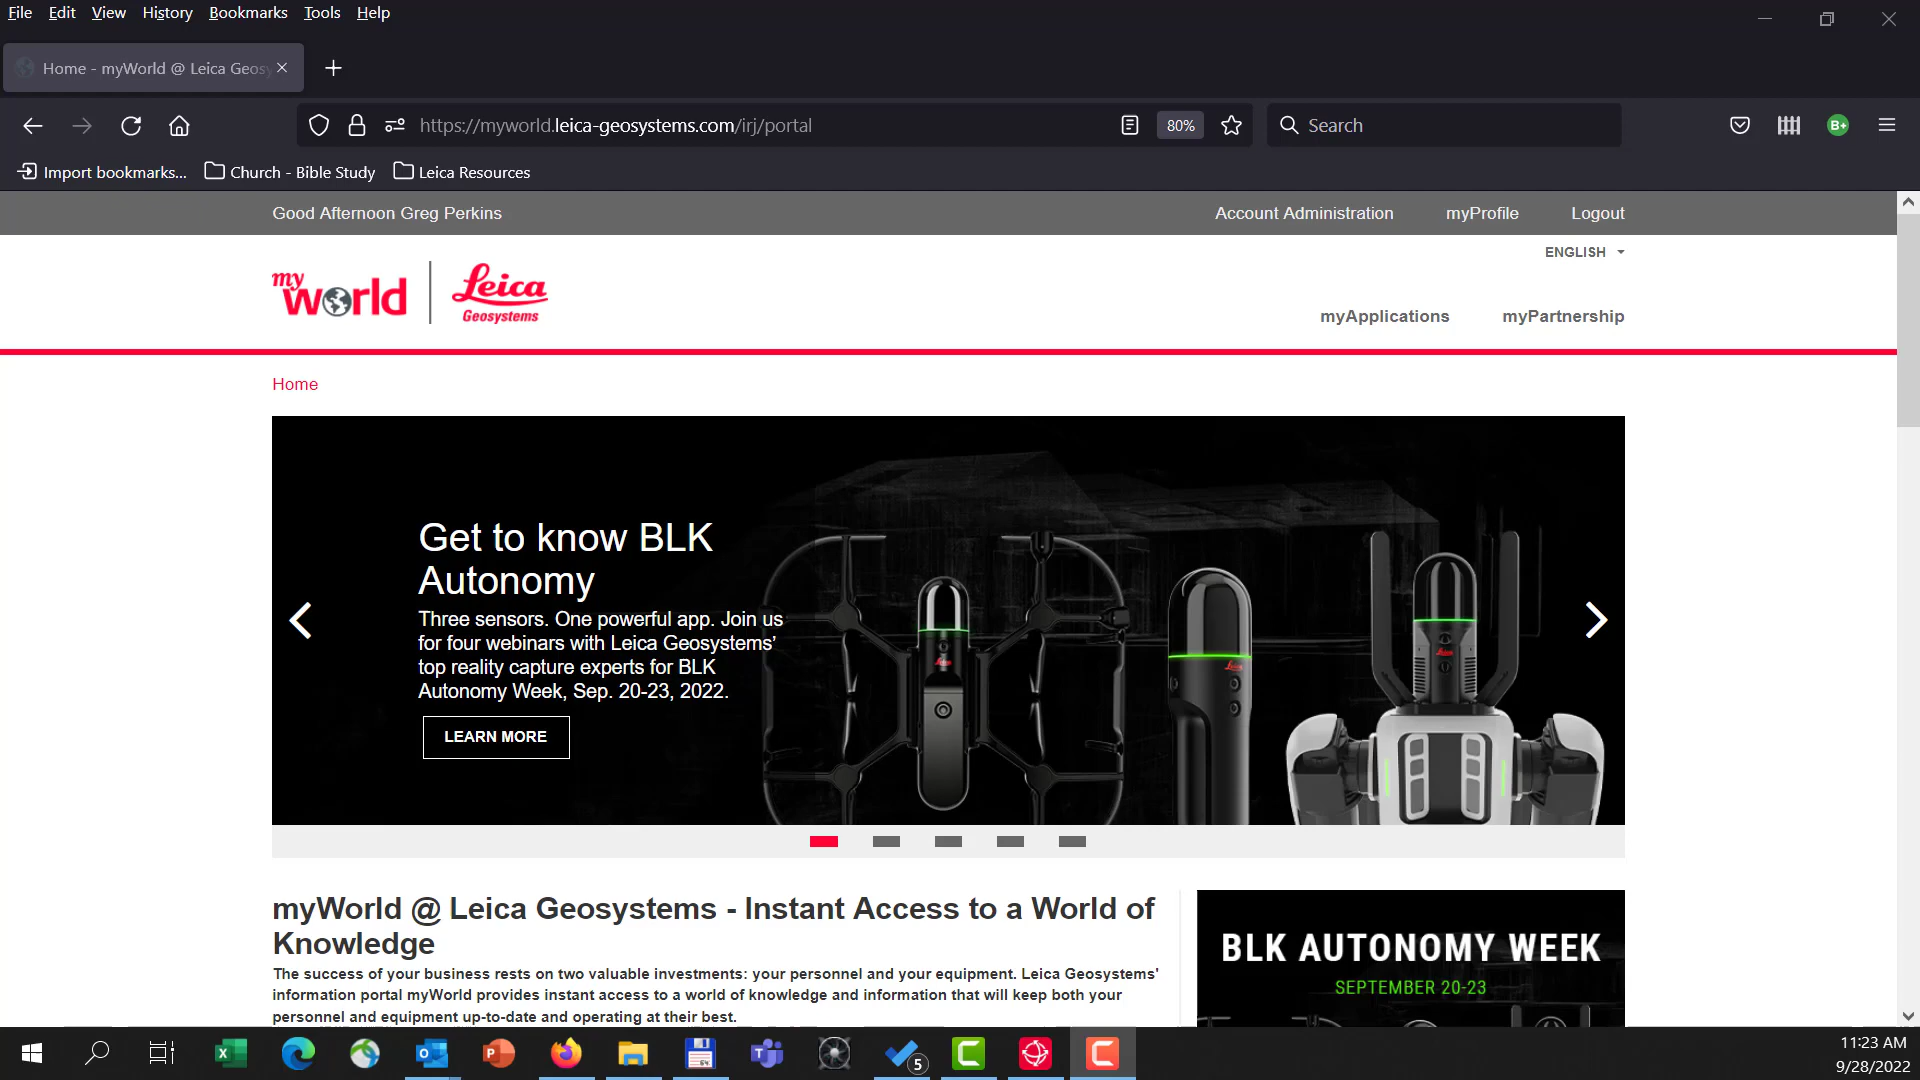 File Edit View History Bookmarks Tools Help
Home - myWorld @ Leica Geos
https://myworld.leica-geosystems.com/irj/portal
80%
Search
B+
Import bookmarks...
Church - Bible Study
Leica Resources
Good Afternoon Greg Perkins
Account Administration
myProfile
Logout
ENGLISH
my
world
Leica
Geosystems
myApplications
myPartnership
Home
Get to know BLK
Autonomy
Three sensors. One powerful app. Join us
for four webinars with Leica Geosystems’
top reality capture experts for BLK
Autonomy Week, Sep. 20-23, 2022.
LEARN MORE
Leica
Leica
Leica
myWorld @ Leica Geosystems - Instant Access to a World of
Knowledge
The success of your business rests on two valuable investments: your personnel and your equipment. Leica Geosystems'
information portal myWorld provides instant access to a world of knowledge and information that will keep both your
personnel and equipment up-to-date and operating at their best.
BLK AUTONOMY WEEK
SEPTEMBER 20-23
5
11:23 AM
9/28/2022